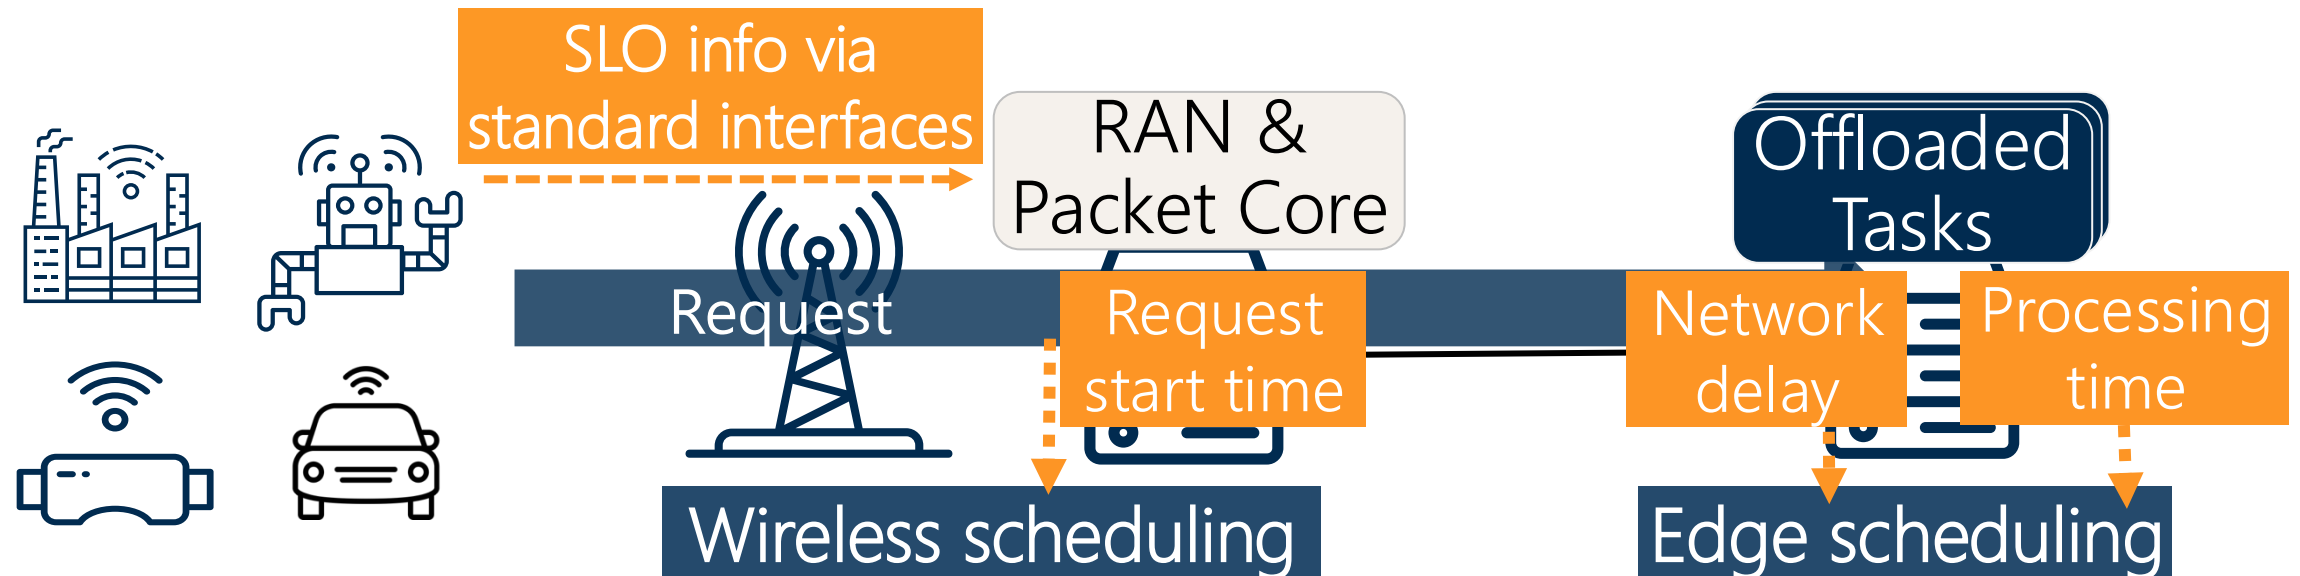 SLO info via
standard interfaces
RAN &
Packet Core
Offloaded
Tasks
Request
Request
start time
Network
delay
Processing
time
Wireless scheduling
Edge scheduling